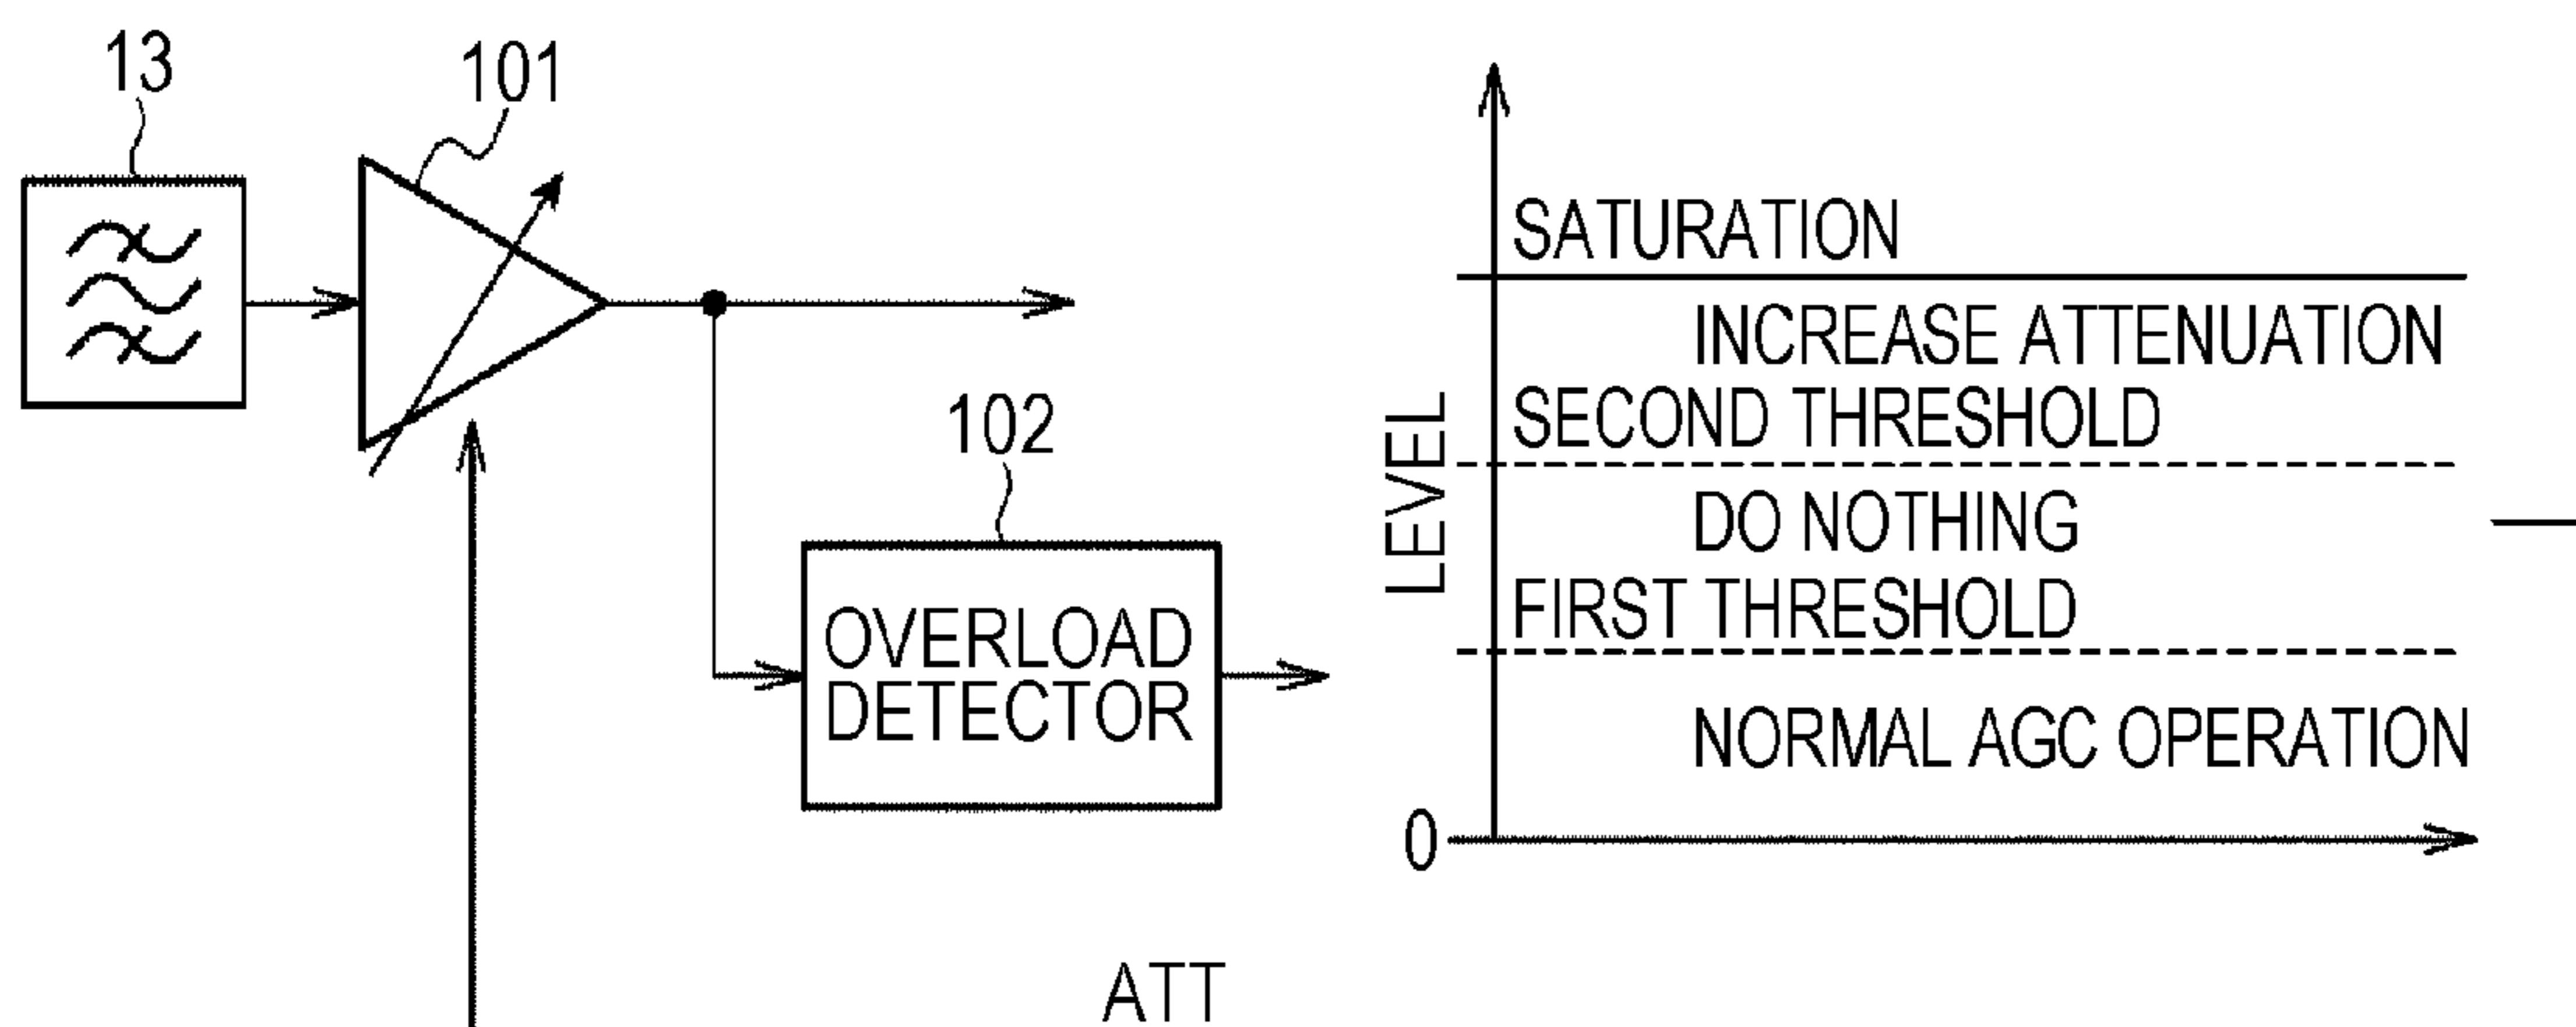 13
101
102
OVERLOAD
DETECTOR
ATT
LEVEL
SATURATION
INCREASE ATTENUATION
SECOND THRESHOLD
DO NOTHING
FIRST THRESHOLD
NORMAL AGC OPERATION
0